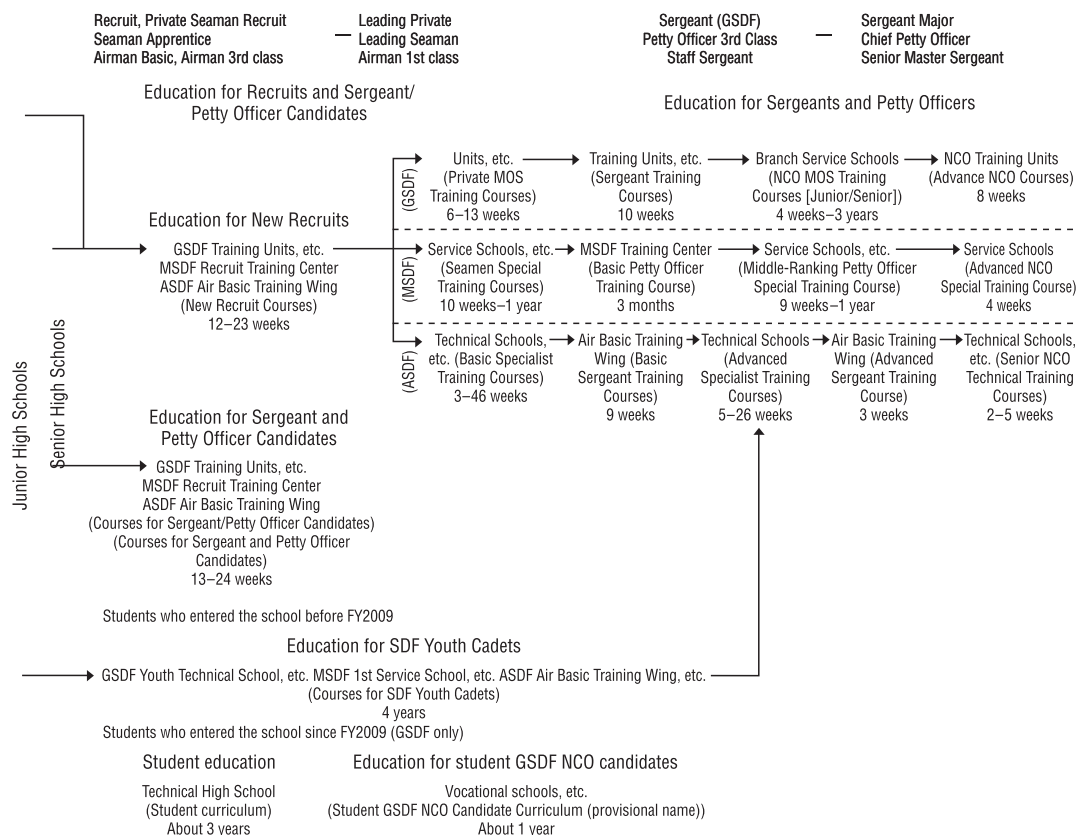 Recruit, Private Seaman Recruit
Seaman Apprentice
Airman Basic, Airman 3rd class
Leading Private
Leading Seaman
Airman 1st class
Sergeant (GSDF)
Petty Officer 3rd Class
Staff Sergeant
Sergeant Major
Chief Petty Officer
Senior Master Sergeant
Education for Recruits and Sergeant/
Petty Officer Candidates
Education for Sergeants and Petty Officers
Junior High Schools
Senior High Schools
Education for New Recruits
GSDF Training Units, etc.
MSDF Recruit Training Center
ASDF Air Basic Training Wing
(New Recruit Courses)
12–23 weeks
(GSDF)
Units, etc.
(Private MOS
Training Courses)
6–13 weeks
Training Units, etc.
(Sergeant Training
Courses)
10 weeks
Branch Service Schools
(NCO MOS Training
Courses [Junior/Senior])
4 weeks–3 years
NCO Training Units
(Advance NCO Courses)
8 weeks
(MSDF)
Service Schools, etc.
(Seamen Special
Training Courses)
10 weeks–1 year
MSDF Training Center
(Basic Petty Officer
Training Course)
3 months
Service Schools, etc.
(Middle-Ranking Petty Officer
Special Training Course)
9 weeks–1 year
Service Schools
(Advanced NCO
Special Training Course)
4 weeks
(ASDF)
Technical Schools,
etc. (Basic Specialist
Training Courses)
3–46 weeks
Air Basic Training
Wing (Basic
Sergeant Training
Courses)
9 weeks
Technical Schools
(Advanced
Specialist Training
Courses)
5–26 weeks
Air Basic Training
Wing (Advanced
Sergeant Training
Course)
3 weeks
Technical Schools,
etc. (Senior NCO
Technical Training
Courses)
2–5 weeks
Education for Sergeant and
Petty Officer Candidates
GSDF Training Units, etc.
MSDF Recruit Training Center
ASDF Air Basic Training Wing
(Courses for Sergeant/Petty Officer Candidates)
(Courses for Sergeant and Petty Officer
Candidates)
13–24 weeks
Students who entered the school before FY2009
Education for SDF Youth Cadets
GSDF Youth Technical School, etc. MSDF 1st Service School, etc. ASDF Air Basic Training Wing, etc.
(Courses for SDF Youth Cadets)
4 years
Students who entered the school since FY2009 (GSDF only)
Student education
Technical High School
(Student curriculum)
About 3 years
Education for student GSDF NCO candidates
Vocational schools, etc.
(Student GSDF NCO Candidate Curriculum (provisional name))
About 1 year